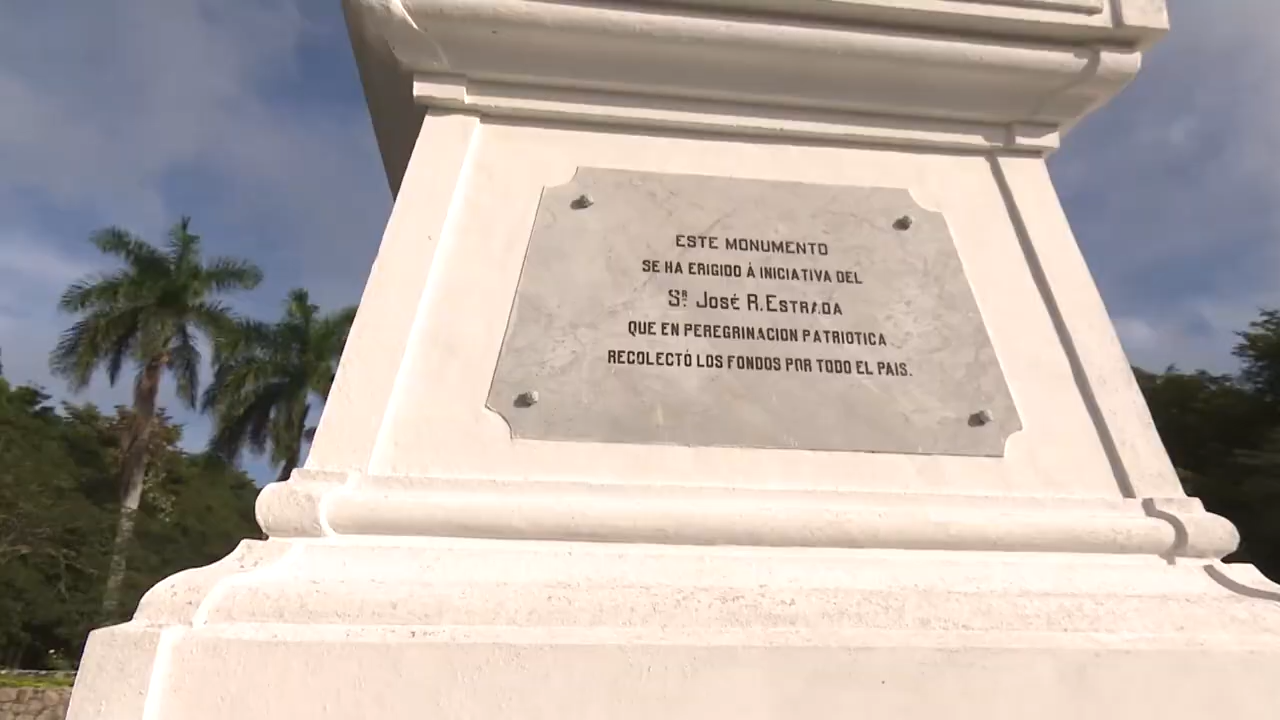 ESTE MONUMENTO
SE HA ERIGIDO Á INICIATIVA DEL
Sr. José R. ESTRADA
QUE EN PEREGRINACION PATRIOTICA
RECOLECTÓ LOS FONDOS POR TODO EL PAIS.